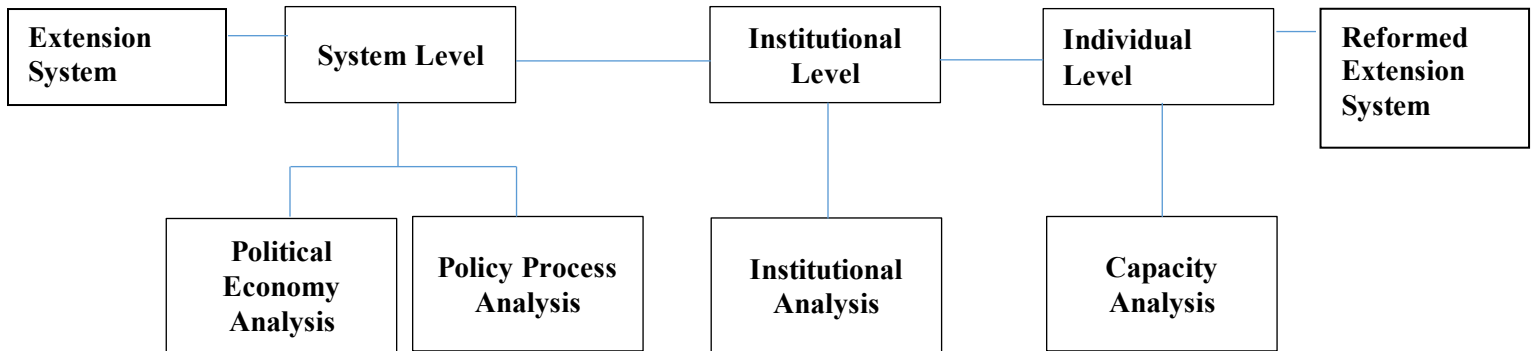 Extension
System
System Level
Institutional
Level
Individual
Level
Reformed
Extension
System
Political
Economy
Analysis
Policy Process
Analysis
Institutional
Analysis
Capacity
Analysis